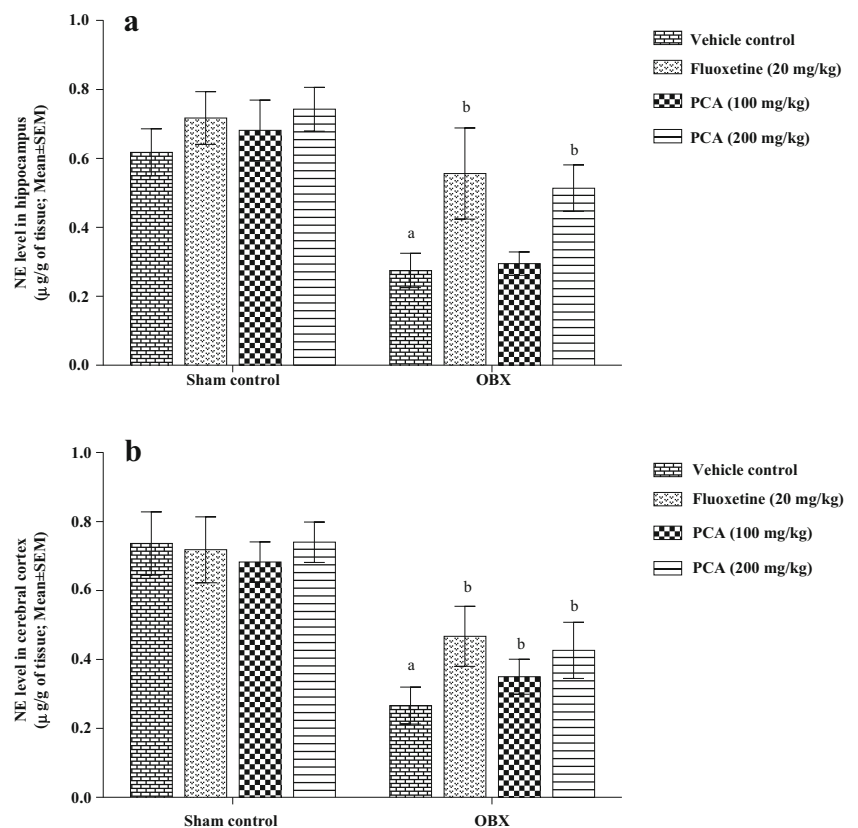 a
NE level in hippocampus
(μ g/g of tissue; Mean±SEM)
1.0
0.8
0.6
0.4
0.2
0.0
a
b
b
Sham control
OBX
Vehicle control
Fluoxetine (20 mg/kg)
PCA (100 mg/kg)
PCA (200 mg/kg)
b
NE level in cerebral cortex
(μ g/g of tissue; Mean±SEM)
1.0
0.8
0.6
0.4
0.2
0.0
a
b
b
b
Sham control
OBX
Vehicle control
Fluoxetine (20 mg/kg)
PCA (100 mg/kg)
PCA (200 mg/kg)